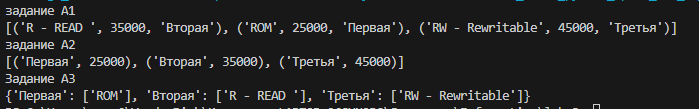 задание А1
[('R - READ ', 35000, 'Вторая'), ('ROM', 25000, 'Первая'), ('RW - Rewritable', 45000, 'Третья')]
задание А2
[('Первая', 25000), ('Вторая', 35000), ('Третья', 45000)]
Задание А3
{'Первая': ['ROM'], 'Вторая': ['R - READ '], 'Третья': ['RW - Rewritable']}